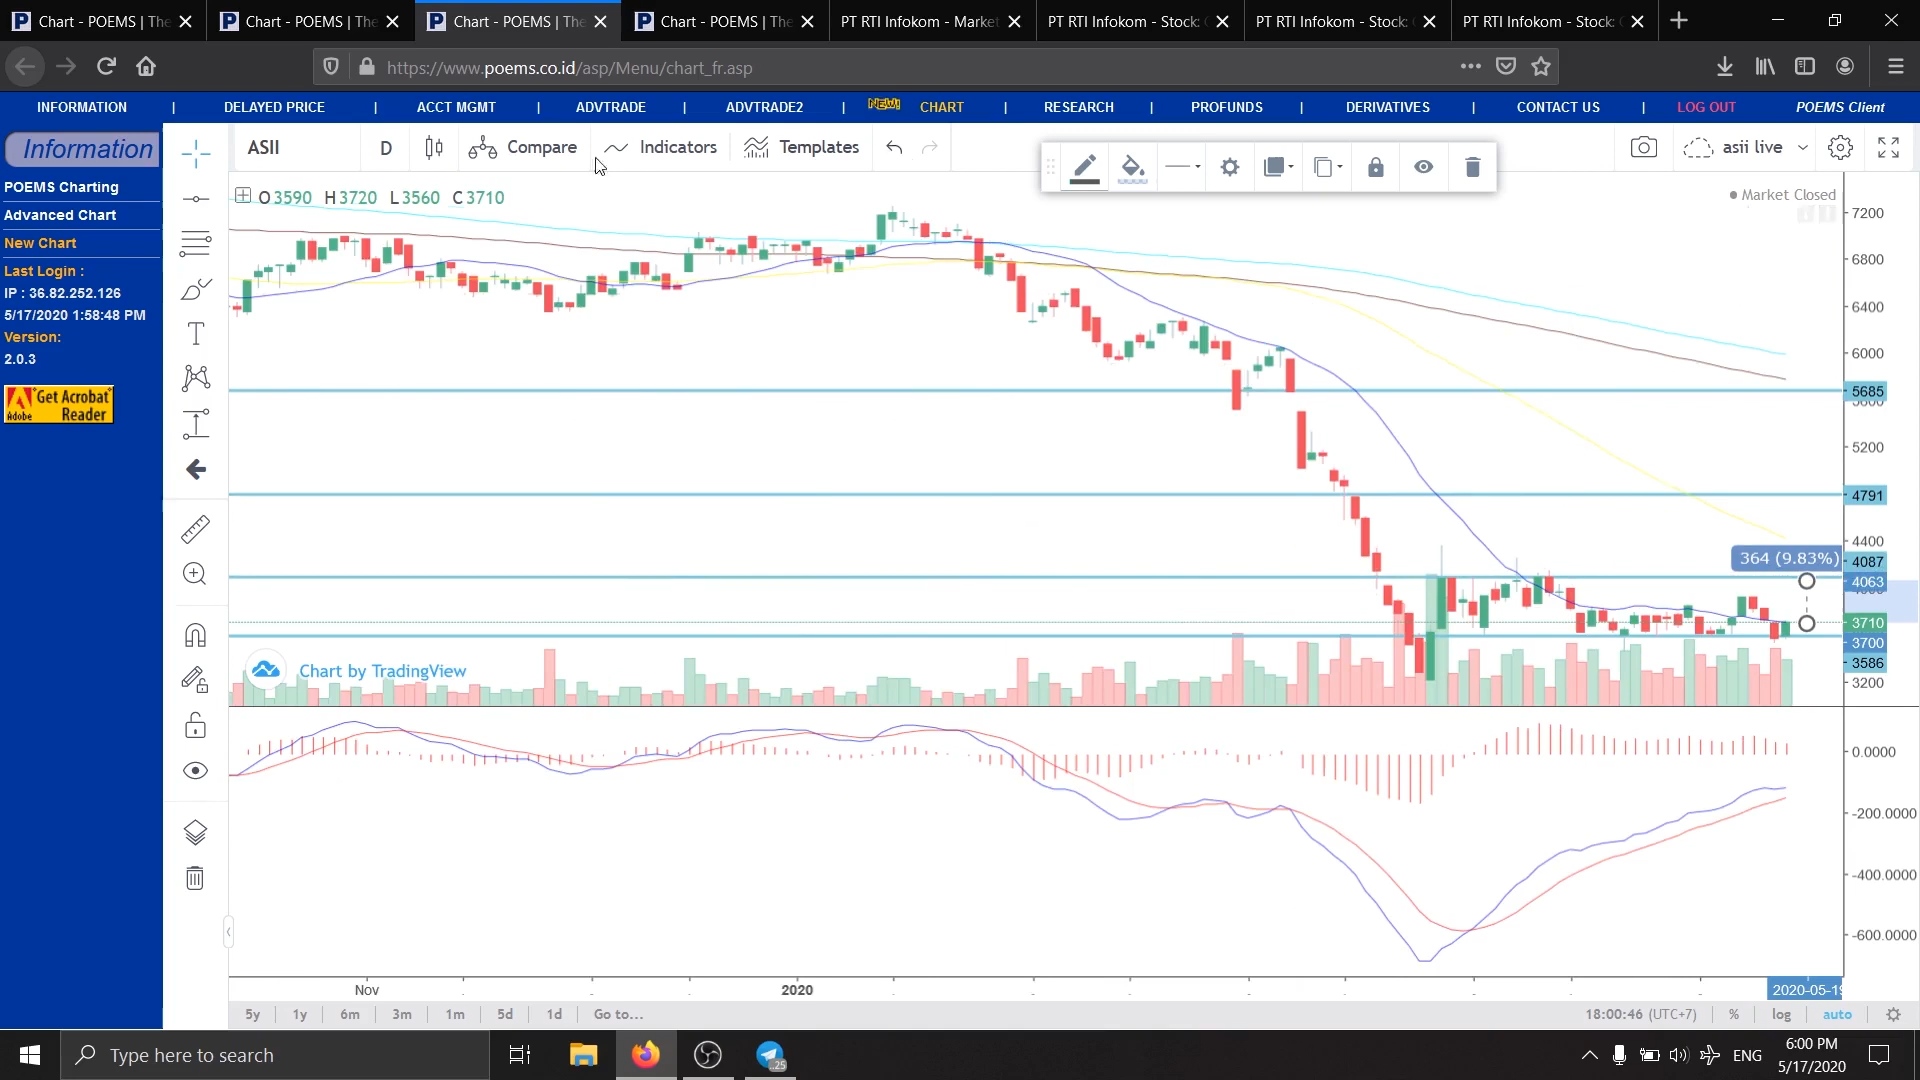 Chart - POEMS | The
Chart - POEMS | The
Chart - POEMS | The
Chart - POEMS | The
PT RTI Infokom - Market
PT RTI Infokom - Stock:
PT RTI Infokom - Stock:
PT RTI Infokom - Stock:
https://www.poems.co.id/asp/Menu/chart_fr.asp
INFORMATION | DELAYED PRICE | ACCT MGMT | ADVTRADE | ADVTRADE2 | NEW! CHART | RESEARCH | PROFUNDS | DERIVATIVES | CONTACT US | LOG OUT POEMS Client
Information
POEMS Charting
Advanced Chart
New Chart
Last Login :
IP : 36.82.252.126
5/17/2020 1:58:48 PM
Version:
2.0.3
Get Acrobat
Adobe Reader
ASII D Compare Indicators Templates
asii live
O 3590 H 3720 L 3560 C 3710
Market Closed
7200
6800
6400
6000
5685
5200
4791
4400
364 (9.83%)
4087
4063
3710
3700
3586
3200
Chart by TradingView
0.0000
-200.0000
-400.0000
-600.0000
Nov 2020 2020-05-19
5y 1y 6m 3m 1m 5d 1d Go to...
18:00:46 (UTC+7) % log auto
Type here to search
25
ENG
6:00 PM
5/17/2020